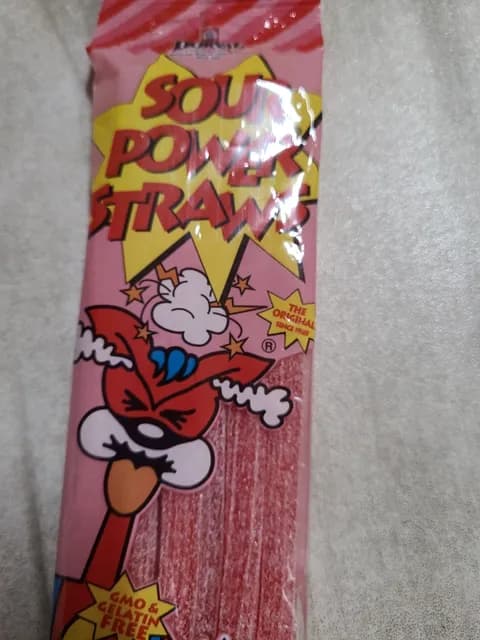 SOUR
POWER
STRAWS
THE
ORIGINAL
®
GMO &
GELATIN
FREE